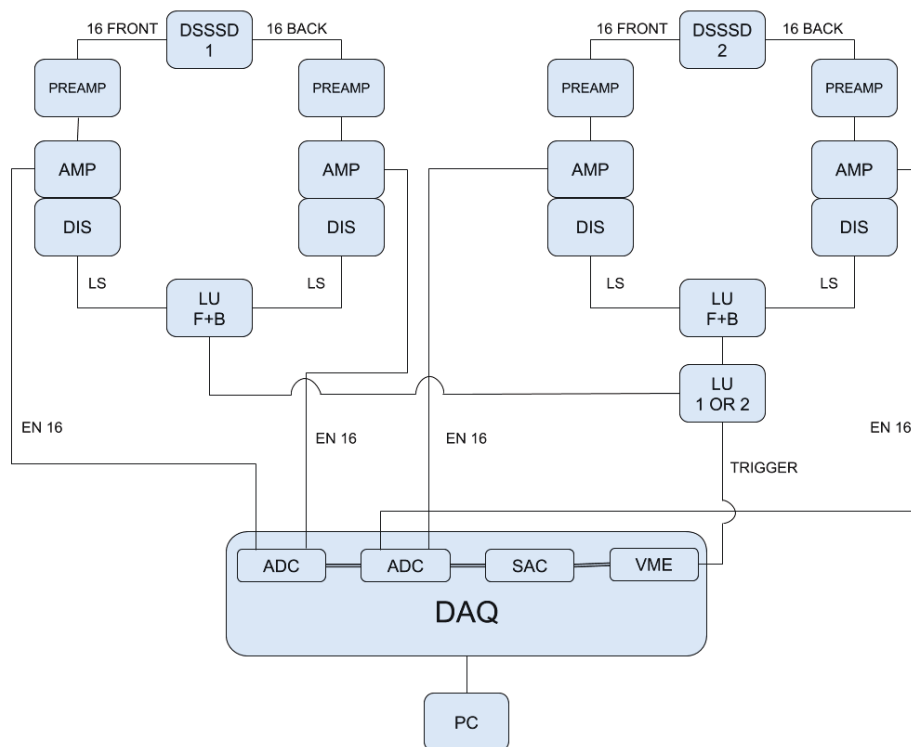 16 FRONT
DSSSD
1
16 BACK
16 FRONT
DSSSD
2
16 BACK
PREAMP
PREAMP
PREAMP
PREAMP
AMP
AMP
AMP
AMP
DIS
DIS
DIS
DIS
LS
LS
LS
LS
LU
F+B
LU
F+B
LU
1 OR 2
EN 16
EN 16
EN 16
EN 16
TRIGGER
ADC
ADC
SAC
VME
DAQ
PC